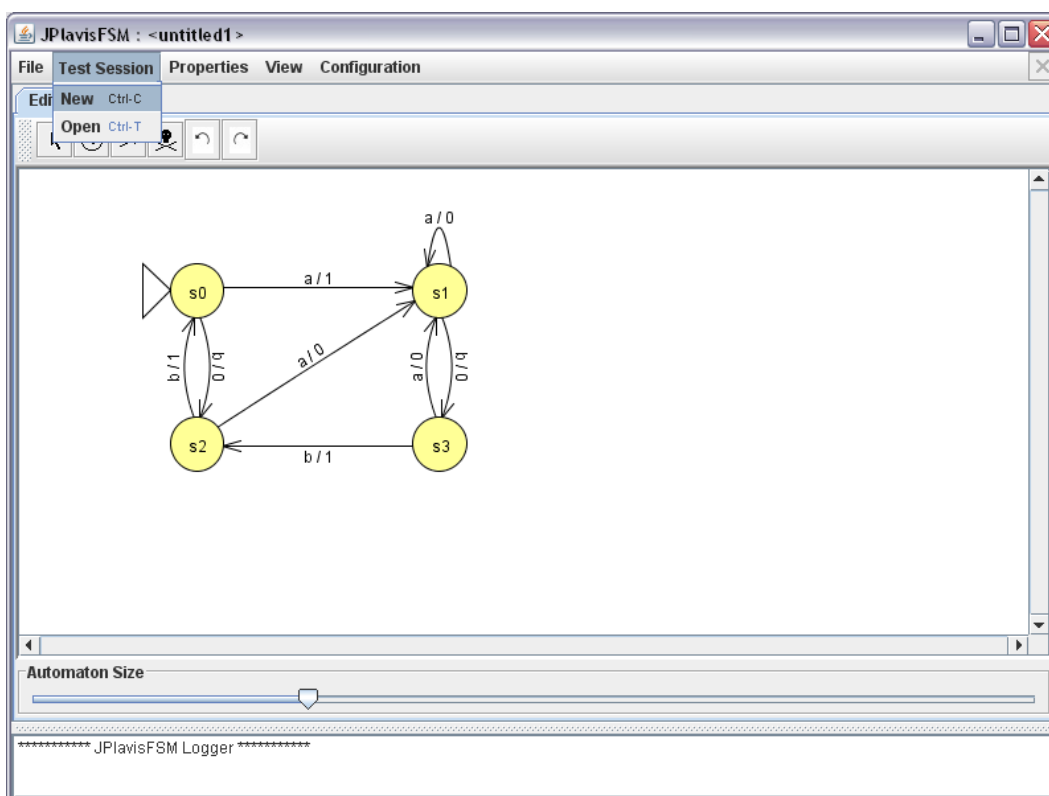 JPlavisFSM : <untitled1>
File Test Session Properties View Configuration
Edi
New Ctrl-C
Open Ctrl-T
a / 0
a / 1
s0
s1
b / 1
b / 0
a / 0
a / 0
b / 0
s2
s3
b / 1
Automaton Size
*********** JPlavisFSM Logger ***********